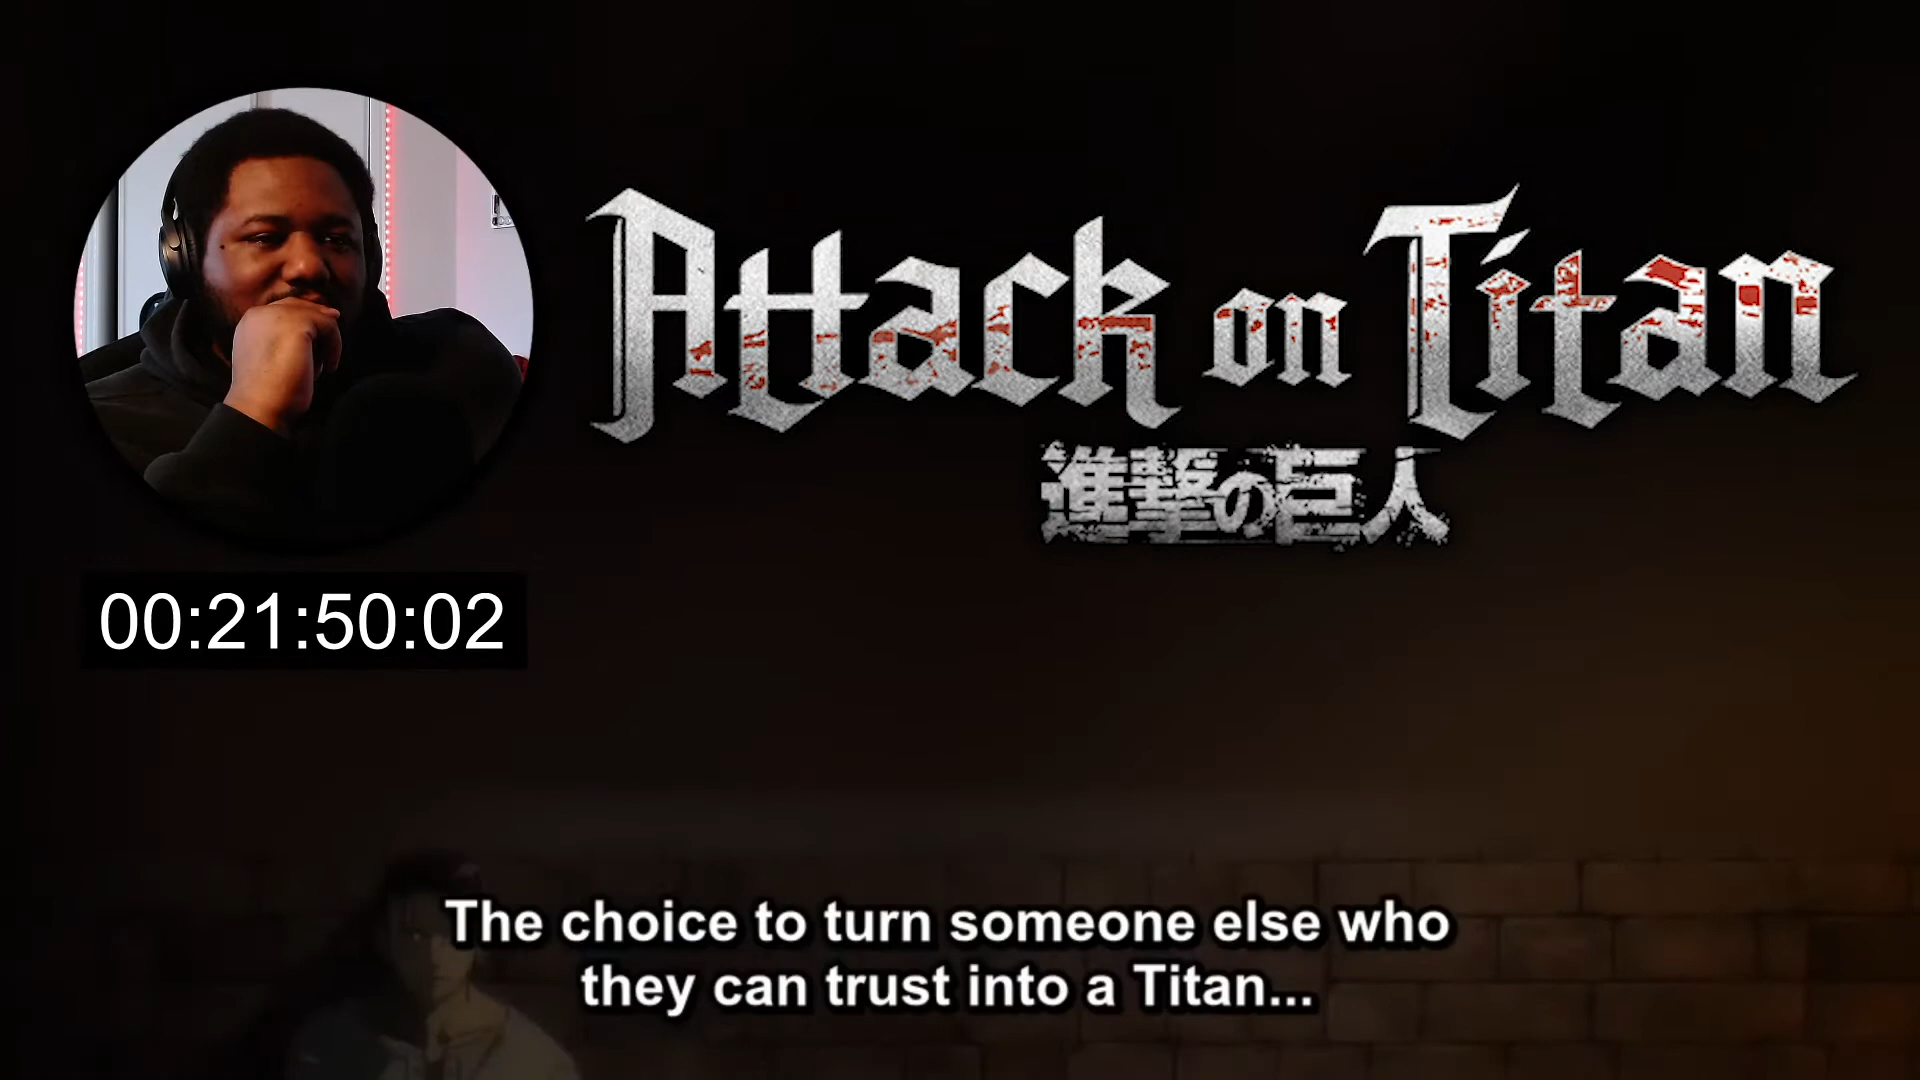 Attack on Titan
進撃の巨人
00:21:50:02
The choice to turn someone else who
they can trust into a Titan...